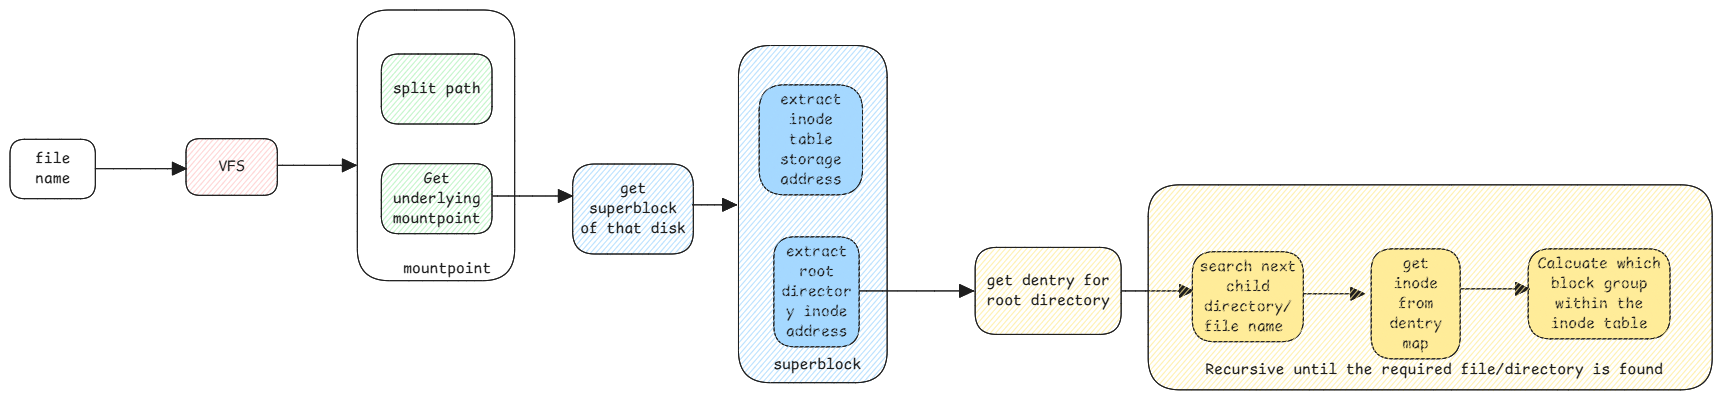 file
name
VFS
split path
Get
underlying
mountpoint
mountpoint
get
superblock
of that disk
extract
inode
table
storage
address
extract
root
director
y inode
address
superblock
get dentry for
root directory
search next
child
directory/
file name
get
inode
from
dentry
map
Calcuate which
block group
within the
inode table
Recursive until the required file/directory is found